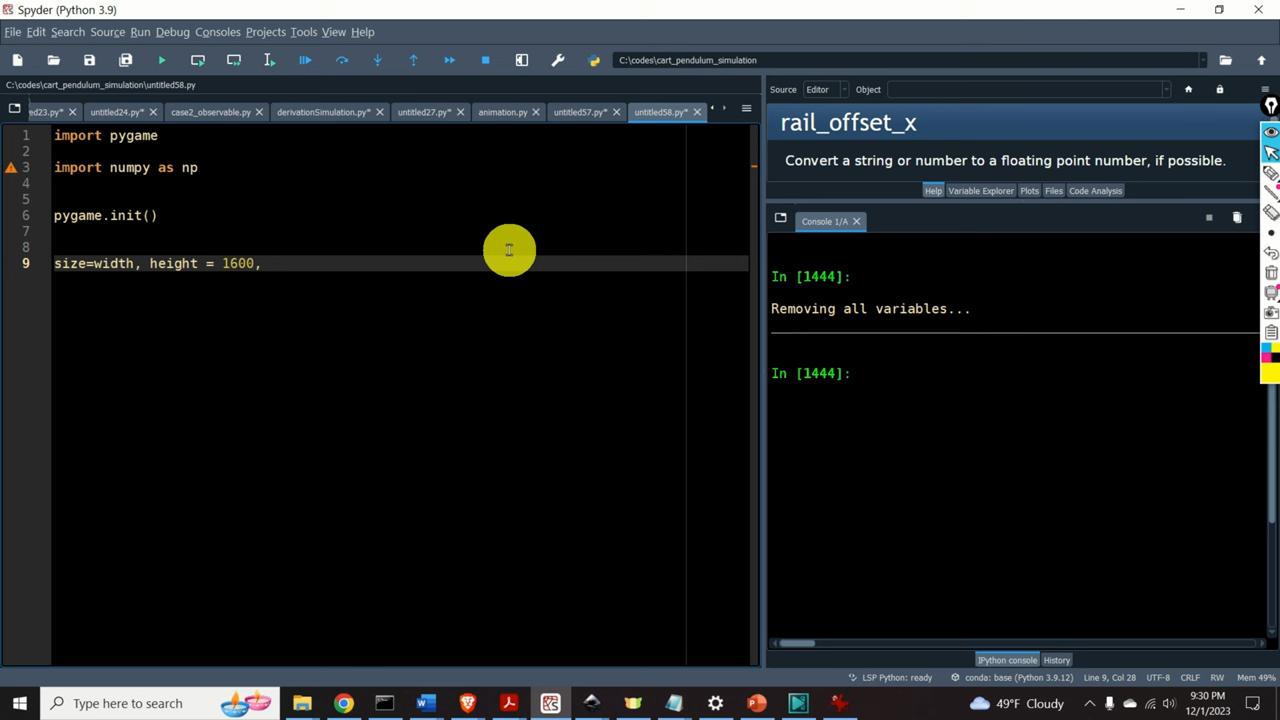 Spyder (Python 3.9)
File Edit Search Source Run Debug Consoles Projects Tools View Help
C:\codes\cart_pendulum_simulation
C:\codes\cart_pendulum_simulation\untitled58.py
ed23.py* untitled24.py* case2_observable.py derivationSimulation.py* untitled27.py* animation.py untitled57.py* untitled58.py*
1 import pygame
2
3 import numpy as np
4
5
6 pygame.init()
7
8
9 size=width, height = 1600,
Source Editor Object
rail_offset_x
Convert a string or number to a floating point number, if possible.
Help Variable Explorer Plots Files Code Analysis
Console 1/A
In [1444]:
Removing all variables...
In [1444]:
IPython console History
LSP Python: ready conda: base (Python 3.9.12) Line 9, Col 28 UTF-8 CRLF RW Mem 49%
Type here to search
49°F Cloudy
9:30 PM
12/1/2023